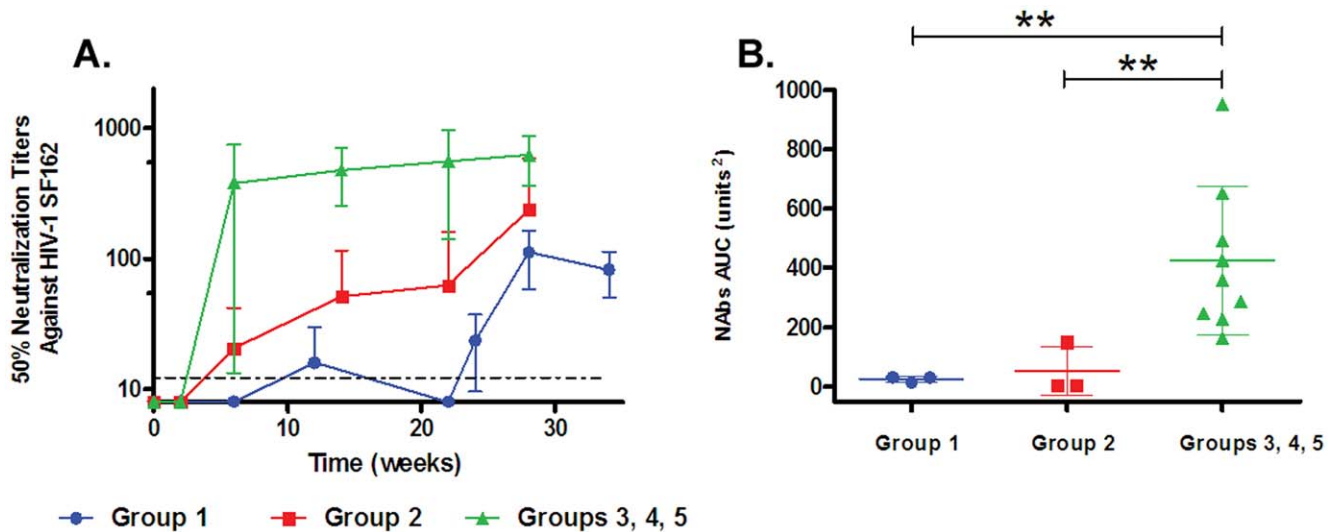 A.
50% Neutralization Titers
Against HIV-1 SF162
1000
100
10
0
10
20
30
Time (weeks)
Group 1
Group 2
Groups 3, 4, 5
B.
**
**
NAbs AUC (units²)
1000
800
600
400
200
0
Group 1
Group 2
Groups 3, 4, 5